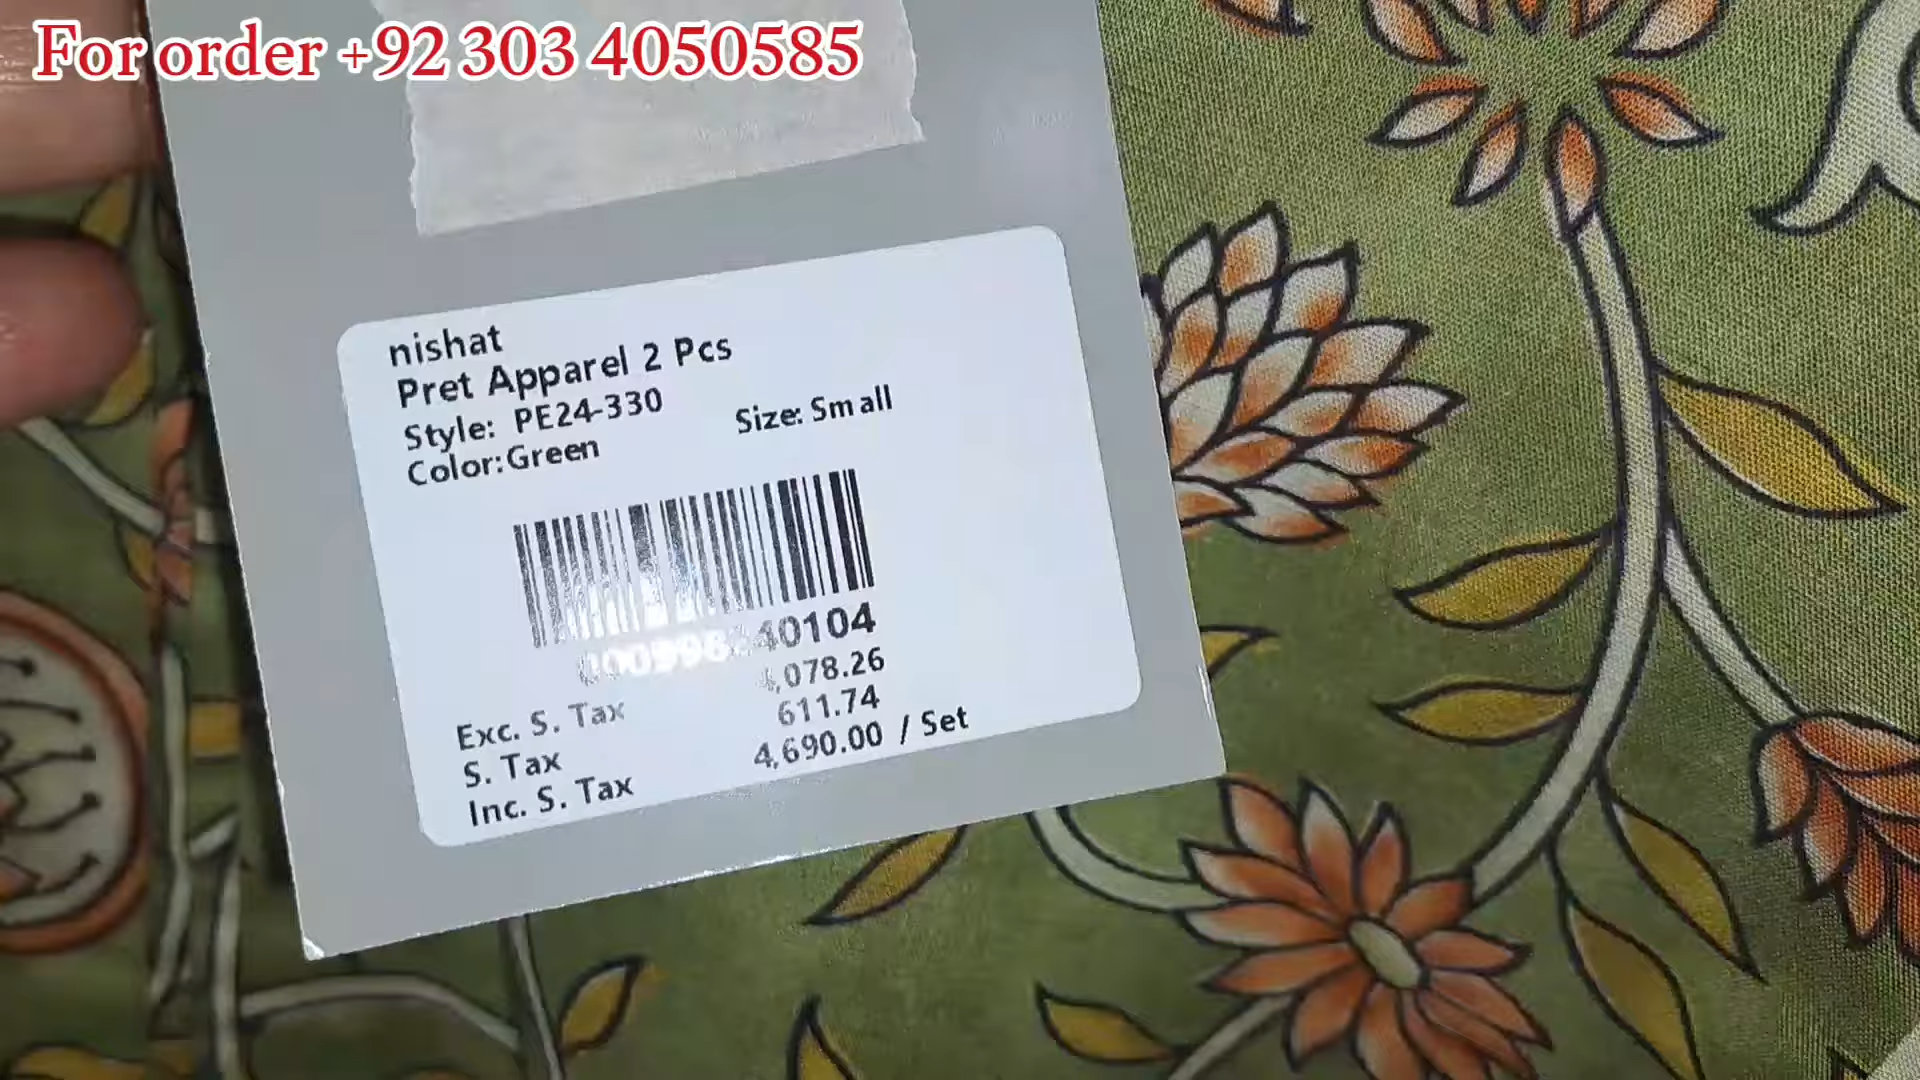 For order +92 303 4050585
nishat
Pret Apparel 2 Pcs
Style: PE24-330
Size: Small
Color:Green
Exc. S. Tax 4,078.26
S. Tax 611.74
Inc. S. Tax 4,690.00 / Set